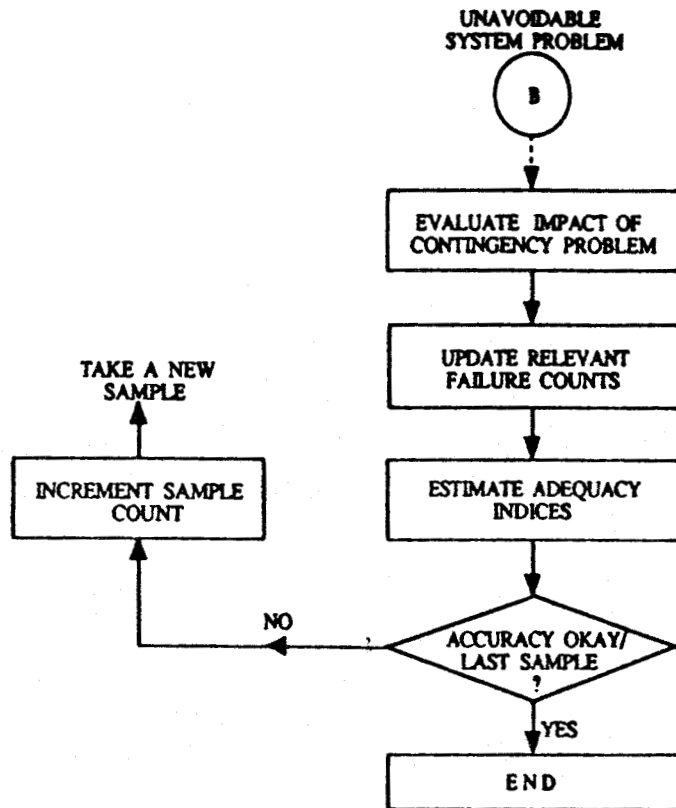 UNAVOIDABLE
SYSTEM PROBLEM
B
EVALUATE IMPACT OF
CONTINGENCY PROBLEM
UPDATE RELEVANT
FAILURE COUNTS
TAKE A NEW
SAMPLE
INCREMENT SAMPLE
COUNT
ESTIMATE ADEQUACY
INDICES
NO
ACCURACY OKAY/
LAST SAMPLE
?
YES
END